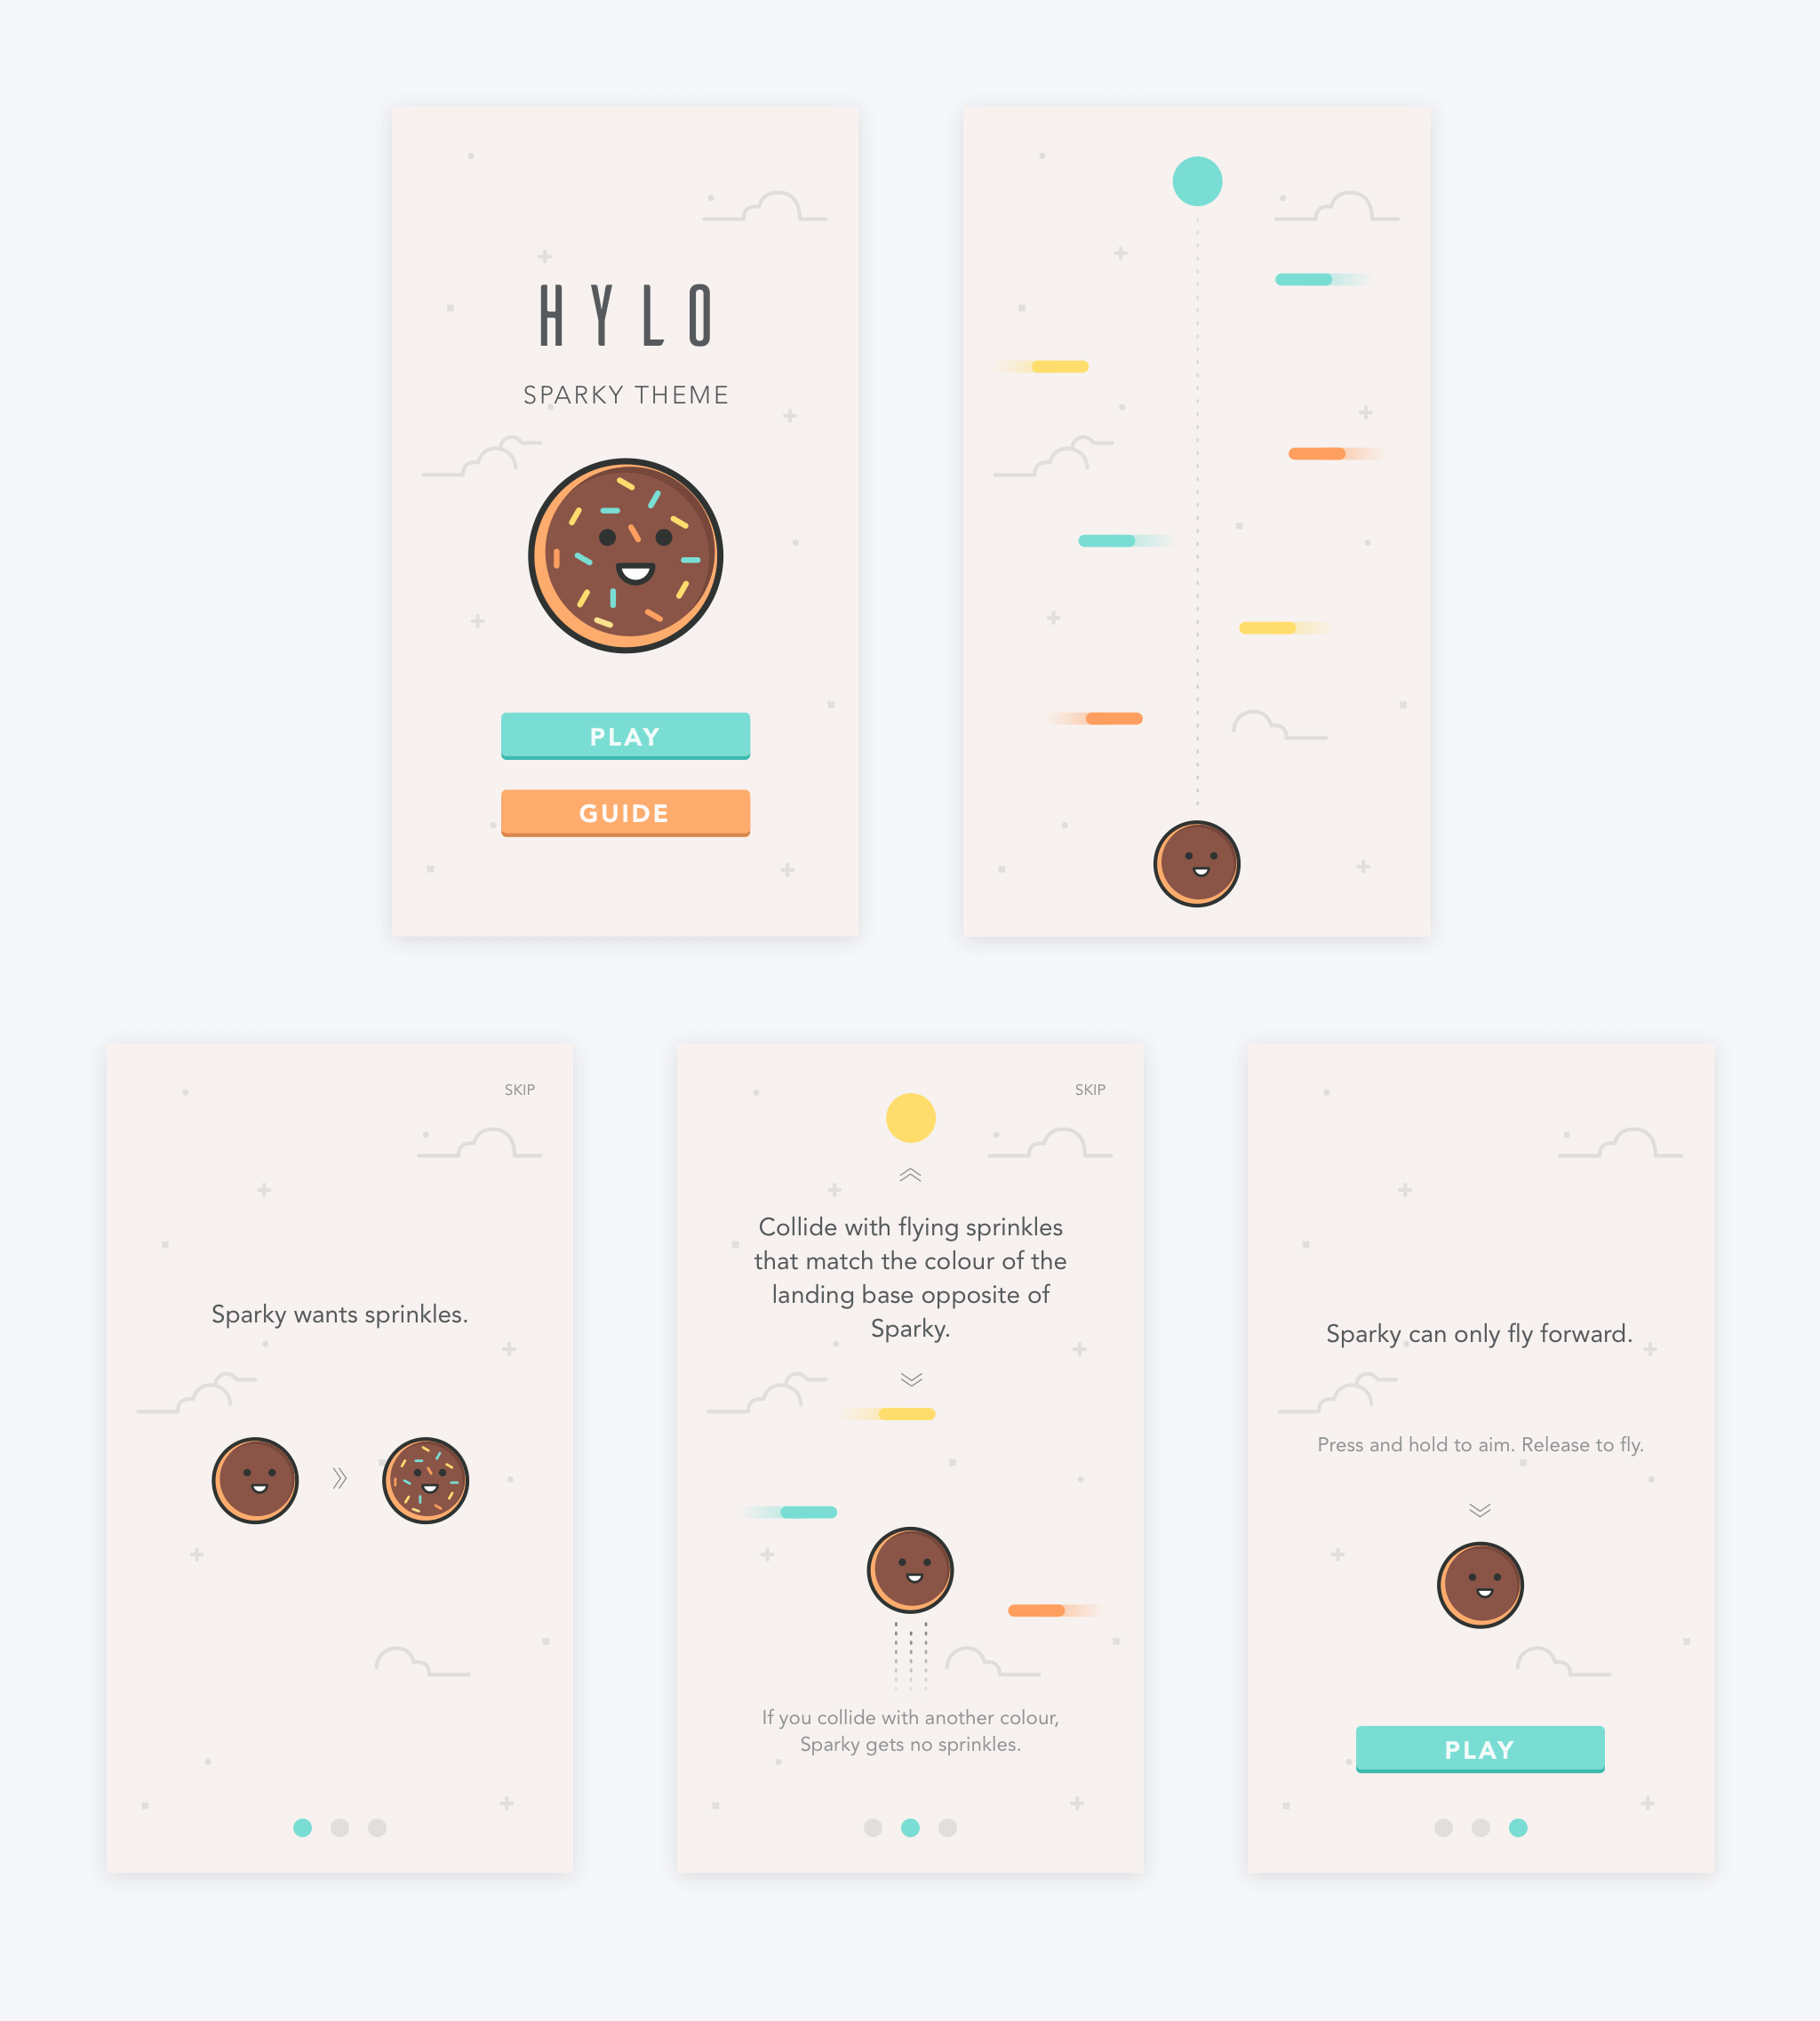 HYLO
SPARKY THEME
PLAY
GUIDE
SKIP
Sparky wants sprinkles.
SKIP
Collide with flying sprinkles
that match the colour of the
landing base opposite of
Sparky.
If you collide with another colour,
Sparky gets no sprinkles.
Sparky can only fly forward.
Press and hold to aim. Release to fly.
PLAY